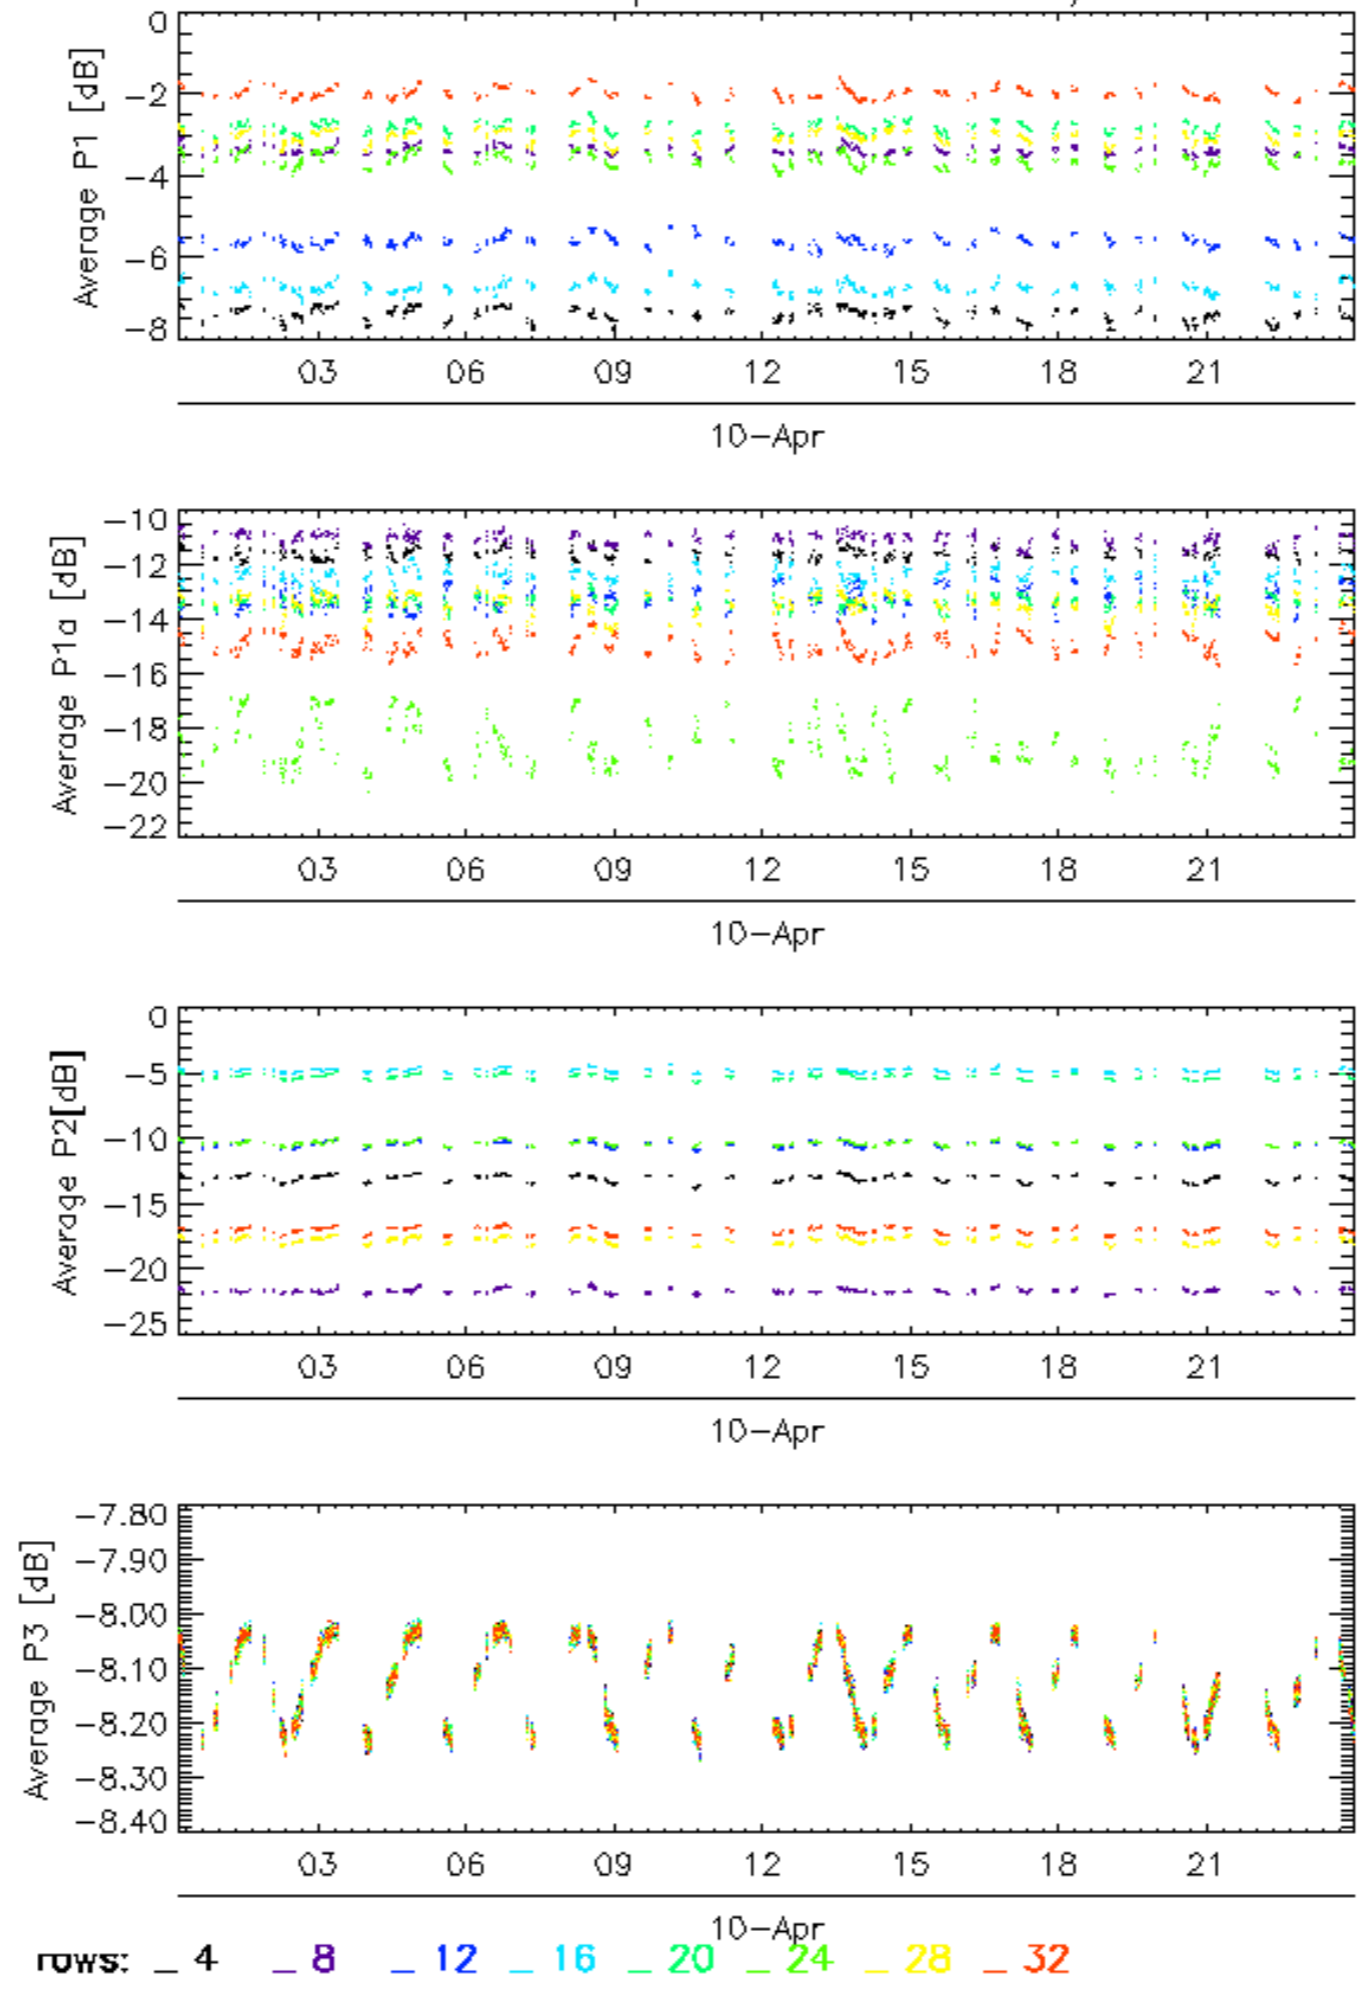 0
-2
-4
-6
-8
Average P1 [dB]
03 06 09 12 15 18 21
10-Apr
-10
-12
-14
-16
-18
-20
-22
Average P1a [dB]
03 06 09 12 15 18 21
10-Apr
0
-5
-10
-15
-20
-25
Average P2[dB]
03 06 09 12 15 18 21
10-Apr
-7.80
-7.90
-8.00
-8.10
-8.20
-8.30
-8.40
Average P3 [dB]
03 06 09 12 15 18 21
10-Apr
rows: _ 4 _ 8 _ 12 _ 16 _ 20 _ 24 _ 28 _ 32